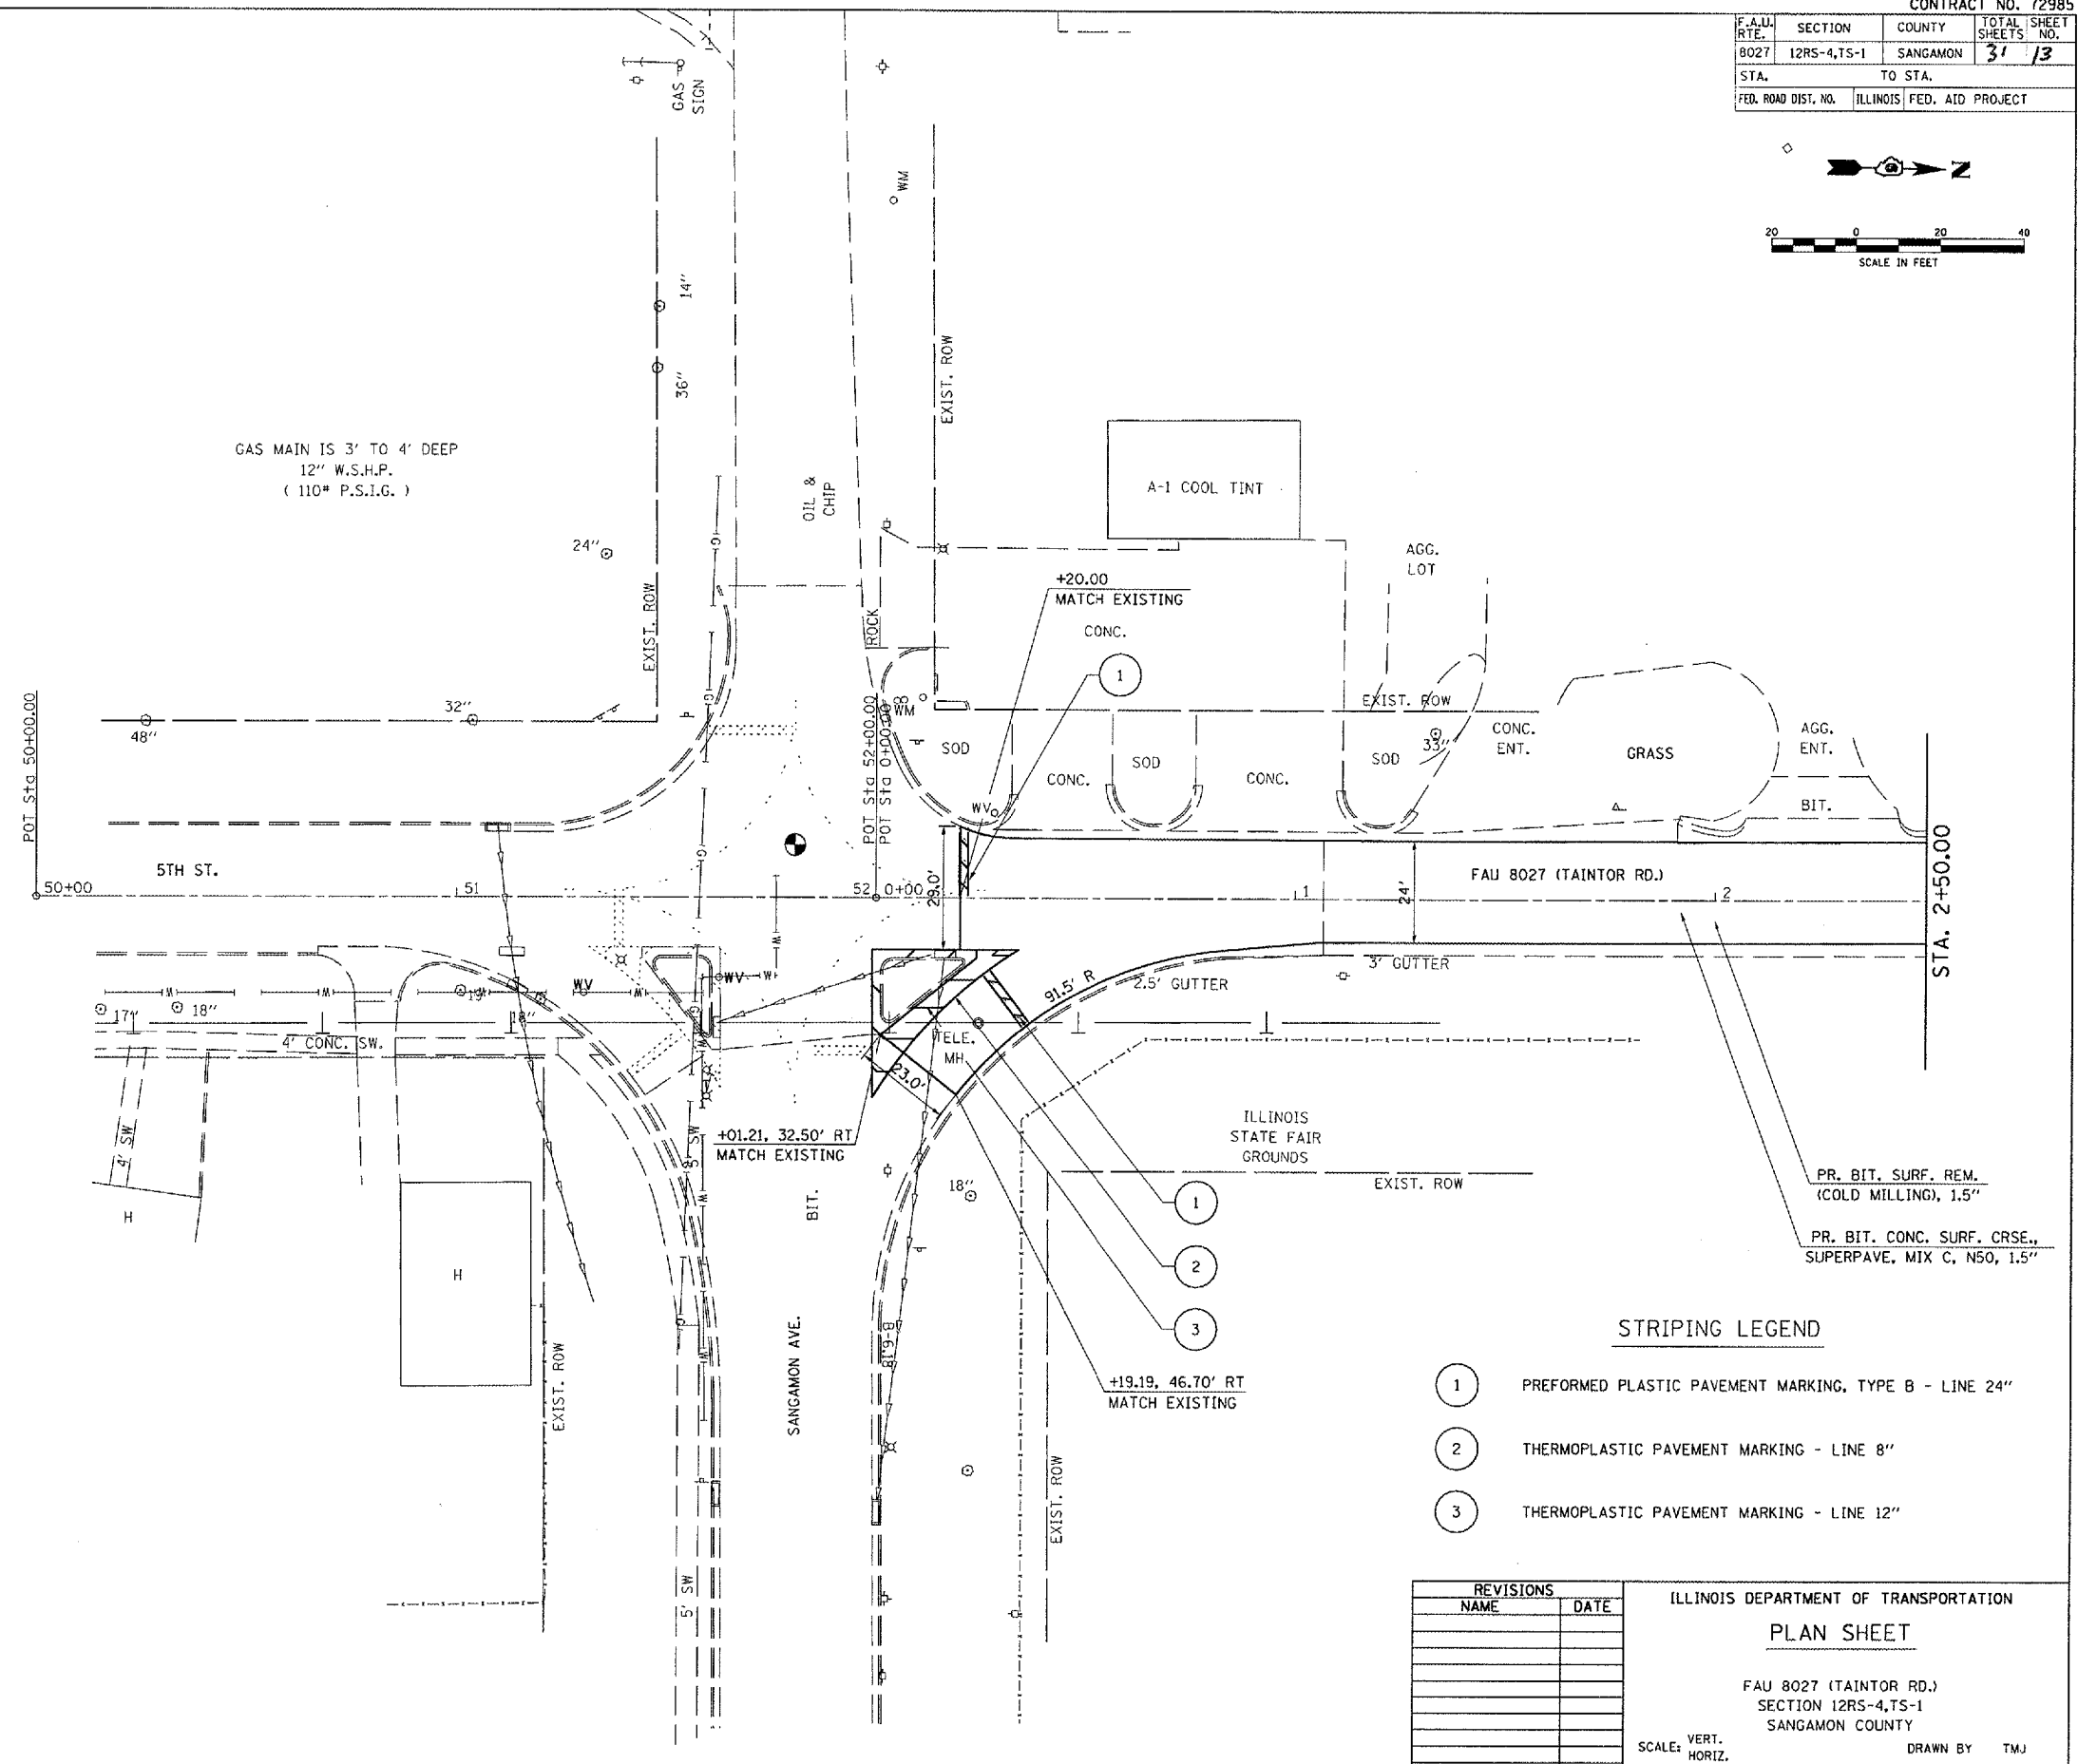 CONTRACT NO. 72985
F.A.U. RTE. SECTION COUNTY TOTAL SHEETS SHEET NO.
8027 12RS-4,TS-1 SANGAMON 31 13
STA. TO STA.
FED. ROAD DIST. NO. ILLINOIS FED. AID PROJECT
N
20 0 20 40
SCALE IN FEET
GAS SIGN
WM
14"
36"
EXIST. ROW
GAS MAIN IS 3' TO 4' DEEP
12" W.S.H.P.
( 110# P.S.I.G. )
OIL & CHIP
A-1 COOL TINT
24"
AGG.
LOT
+20.00
MATCH EXISTING
EXIST. ROW
ROCK
CONC.
1
EXIST. ROW
POT Sta 50+00.00
48"
32"
POT Sta 52+00.00
POT Sta 0+00.00
WM
SOD
SOD
SOD
33"
CONC.
ENT.
GRASS
AGG.
ENT.
CONC.
CONC.
WV
BIT.
5TH ST.
50+00
51
52
0+00
29.0'
1
24'
FAU 8027 (TAINTOR RD.)
2
STA. 2+50.00
3' GUTTER
2.5' GUTTER
91.5' R
WV
WV
17"
18"
19"
18"
4' CONC. SW.
TELE.
MH
23.0'
+01.21, 32.50' RT
MATCH EXISTING
ILLINOIS
STATE FAIR
GROUNDS
EXIST. ROW
4' SW
H
H
5' SW
BIT.
18"
1
2
3
PR. BIT. SURF. REM.
(COLD MILLING), 1.5"
PR. BIT. CONC. SURF. CRSE.,
SUPERPAVE, MIX C, N50, 1.5"
B-6.18
SANGAMON AVE.
EXIST. ROW
+19.19, 46.70' RT
MATCH EXISTING
EXIST. ROW
5' SW
STRIPING LEGEND
1 PREFORMED PLASTIC PAVEMENT MARKING, TYPE B - LINE 24"
2 THERMOPLASTIC PAVEMENT MARKING - LINE 8"
3 THERMOPLASTIC PAVEMENT MARKING - LINE 12"
REVISIONS
NAME DATE
ILLINOIS DEPARTMENT OF TRANSPORTATION
PLAN SHEET
FAU 8027 (TAINTOR RD.)
SECTION 12RS-4,TS-1
SANGAMON COUNTY
SCALE: VERT.
HORIZ.
DRAWN BY TMJ